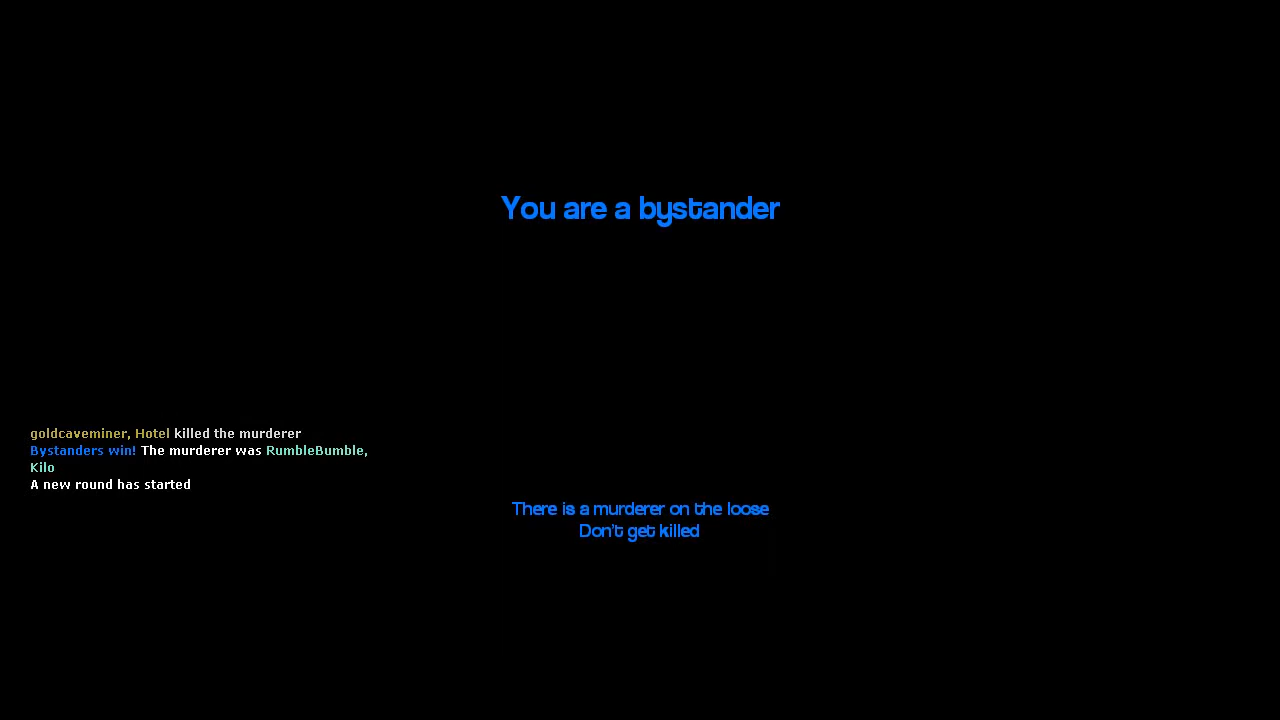 You are a bystander
goldcaveminer, Hotel killed the murderer
Bystanders win! The murderer was RumbleBumble,
Kilo
A new round has started
There is a murderer on the loose
Don't get killed